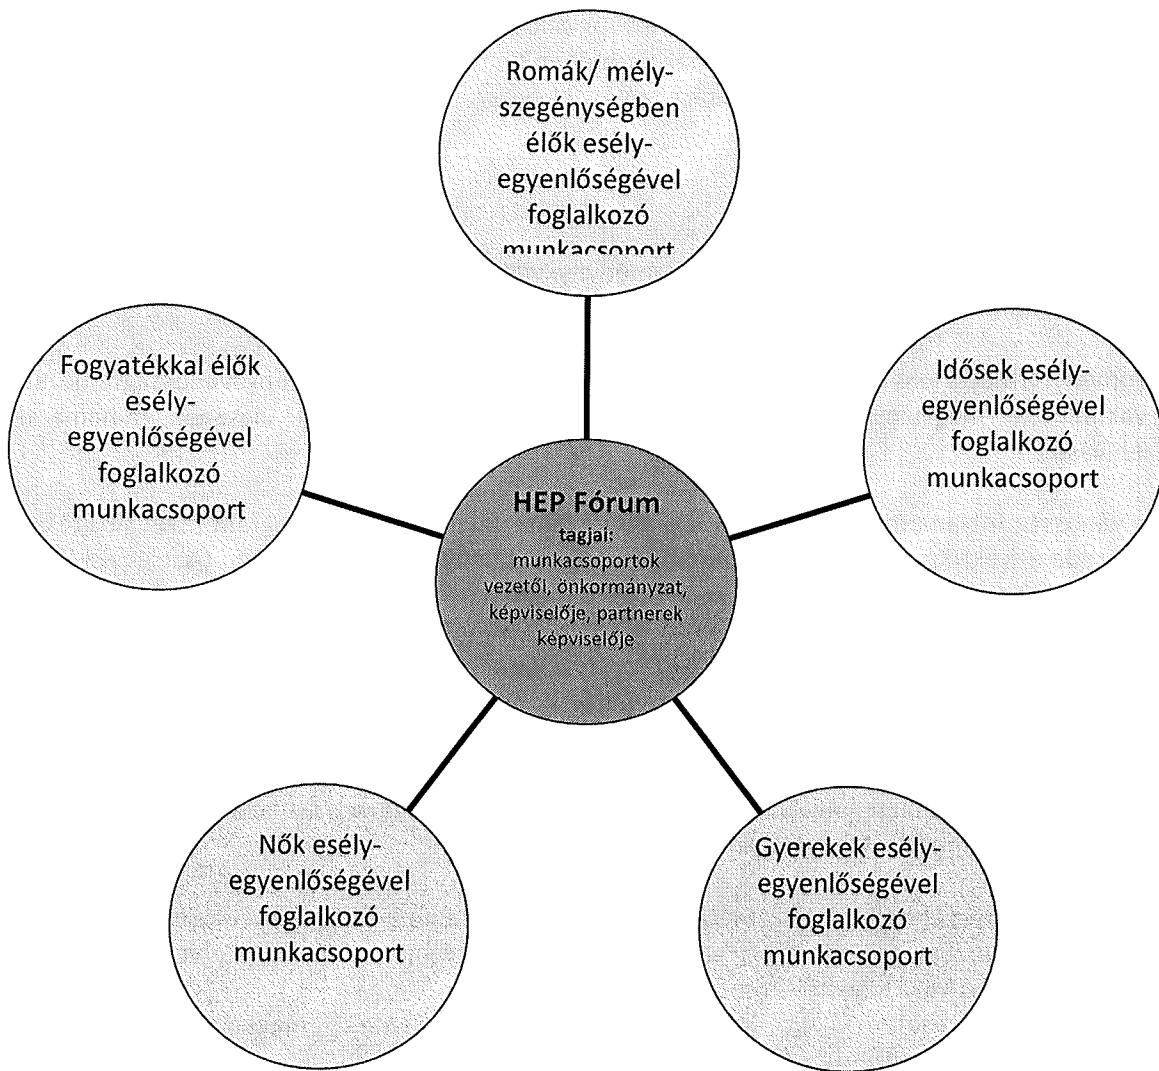 Romák/ mély-
szegénységben
élők esély-
egyenlőségével
foglalkozó
munkacsoport
Fogyatékkal élők
esély-
egyenlőségével
foglalkozó
munkacsoport
Idősek esély-
egyenlőségével
foglalkozó
munkacsoport
HEP Fórum
tagjai:
munkacsoportok
vezetői, önkormányzat,
képviselője, partnerek
képviselője
Nők esély-
egyenlőségével
foglalkozó
munkacsoport
Gyerekek esély-
egyenlőségével
foglalkozó
munkacsoport